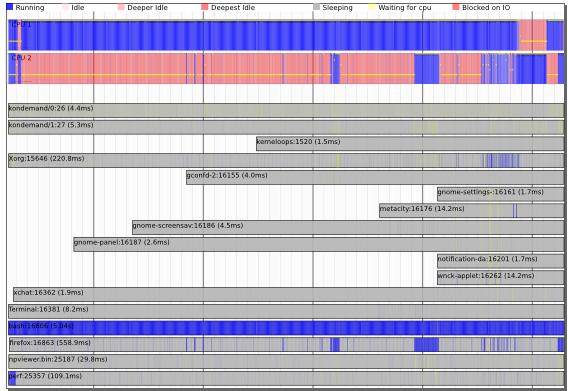 Running Idle Deeper Idle Deepest Idle Sleeping Waiting for cpu Blocked on IO
CPU 1
CPU 2
kondemand/0:26 (4.4ms)
kondemand/1:27 (5.3ms)
kerneloops:1520 (1.5ms)
Xorg:15646 (220.8ms)
gconfd-2:16155 (4.0ms)
gnome-settings-:16161 (1.7ms)
metacity:16176 (14.2ms)
gnome-screensav:16186 (4.5ms)
gnome-panel:16187 (2.6ms)
notification-da:16201 (1.7ms)
wnck-applet:16262 (14.2ms)
xchat:16362 (1.9ms)
Terminal:16381 (8.2ms)
bash:16806 (5.04s)
firefox:16863 (558.9ms)
npviewer.bin:25187 (29.8ms)
perf:25357 (109.1ms)